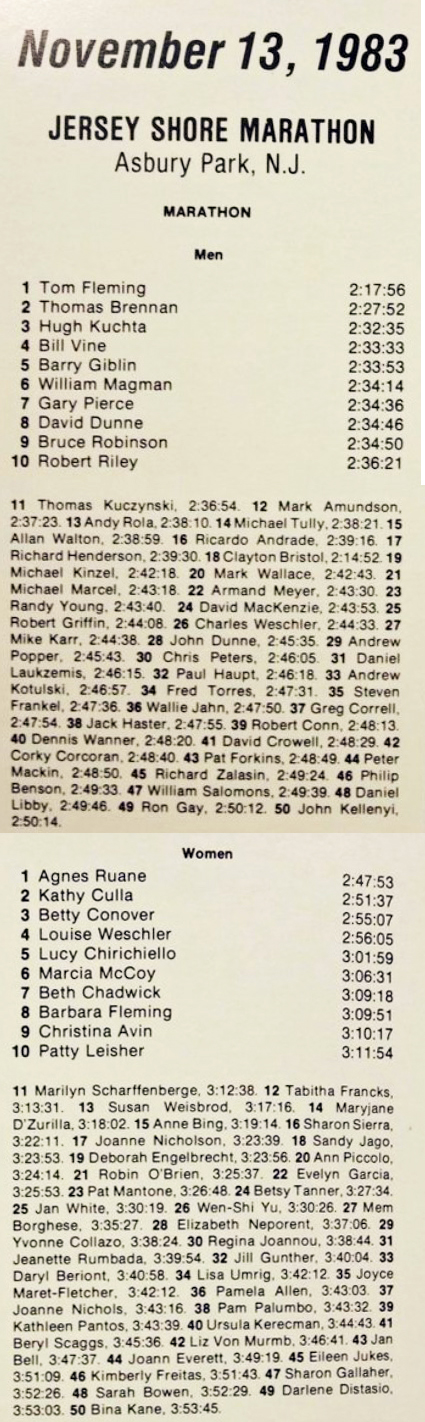 November 13, 1983
JERSEY SHORE MARATHON
Asbury Park, N.J.
MARATHON
Men
1 Tom Fleming 2:17:56
2 Thomas Brennan 2:27:52
3 Hugh Kuchta 2:32:35
4 Bill Vine 2:33:33
5 Barry Giblin 2:33:53
6 William Magman 2:34:14
7 Gary Pierce 2:34:36
8 David Dunne 2:34:46
9 Bruce Robinson 2:34:50
10 Robert Riley 2:36:21
11 Thomas Kuczynski, 2:36:54. 12 Mark Amundson,
2:37:23. 13 Andy Rola, 2:38:10. 14 Michael Tully, 2:38:21. 15
Allan Walton, 2:38:59. 16 Ricardo Andrade, 2:39:16. 17
Richard Henderson, 2:39:30. 18 Clayton Bristol, 2:14:52. 19
Michael Kinzel, 2:42:18. 20 Mark Wallace, 2:42:43. 21
Michael Marcel, 2:43:18. 22 Armand Meyer, 2:43:30. 23
Randy Young, 2:43:40. 24 David MacKenzie, 2:43:53. 25
Robert Griffin, 2:44:08. 26 Charles Weschler, 2:44:33. 27
Mike Karr, 2:44:38. 28 John Dunne, 2:45:35. 29 Andrew
Popper, 2:45:43. 30 Chris Peters, 2:46:05. 31 Daniel
Laukzemis, 2:46:15. 32 Paul Haupt, 2:46:18. 33 Andrew
Kotulski, 2:46:57. 34 Fred Torres, 2:47:31. 35 Steven
Frankel, 2:47:36. 36 Wallie Jahn, 2:47:50. 37 Greg Correll,
2:47:54. 38 Jack Haster, 2:47:55. 39 Robert Conn, 2:48:13.
40 Dennis Wanner, 2:48:20. 41 David Crowell, 2:48:29. 42
Corky Corcoran, 2:48:40. 43 Pat Forkins, 2:48:49. 44 Peter
Mackin, 2:48:50. 45 Richard Zalasin, 2:49:24. 46 Philip
Benson, 2:49:33. 47 William Salomons, 2:49:39. 48 Daniel
Libby, 2:49:46. 49 Ron Gay, 2:50:12. 50 John Kellenyi,
2:50:14.
Women
1 Agnes Ruane 2:47:53
2 Kathy Culla 2:51:37
3 Betty Conover 2:55:07
4 Louise Weschler 2:56:05
5 Lucy Chirichiello 3:01:59
6 Marcia McCoy 3:06:31
7 Beth Chadwick 3:09:18
8 Barbara Fleming 3:09:51
9 Christina Avin 3:10:17
10 Patty Leisher 3:11:54
11 Marilyn Scharffenberge, 3:12:38. 12 Tabitha Francks,
3:13:31. 13 Susan Weisbrod, 3:17:16. 14 Maryjane
D'Zurilla, 3:18:02. 15 Anne Bing, 3:19:14. 16 Sharon Sierra,
3:22:11. 17 Joanne Nicholson, 3:23:39. 18 Sandy Jago,
3:23:53. 19 Deborah Engelbrecht, 3:23:56. 20 Ann Piccolo,
3:24:14. 21 Robin O'Brien, 3:25:37. 22 Evelyn Garcia,
3:25:53. 23 Pat Mantone, 3:26:48. 24 Betsy Tanner, 3:27:34.
25 Jan White, 3:30:19. 26 Wen-Shi Yu, 3:30:26. 27 Mem
Borghese, 3:35:27. 28 Elizabeth Neporent, 3:37:06. 29
Yvonne Collazo, 3:38:24. 30 Regina Joannou, 3:38:44. 31
Jeanette Rumbada, 3:39:54. 32 Jill Gunther, 3:40:04. 33
Daryl Beriont, 3:40:58. 34 Lisa Umrig, 3:42:12. 35 Joyce
Maret-Fletcher, 3:42:12. 36 Pamela Allen, 3:43:03. 37
Joanne Nichols, 3:43:16. 38 Pam Palumbo, 3:43:32. 39
Kathleen Pantos, 3:43:39. 40 Ursula Kerecman, 3:44:43. 41
Beryl Scaggs, 3:45:36. 42 Liz Von Murmb, 3:46:41. 43 Jan
Bell, 3:47:37. 44 Joann Everett, 3:49:19. 45 Eileen Jukes,
3:51:09. 46 Kimberly Freitas, 3:51:43. 47 Sharon Gallaher,
3:52:26. 48 Sarah Bowen, 3:52:29. 49 Darlene Distasio,
3:53:03. 50 Bina Kane, 3:53:45.